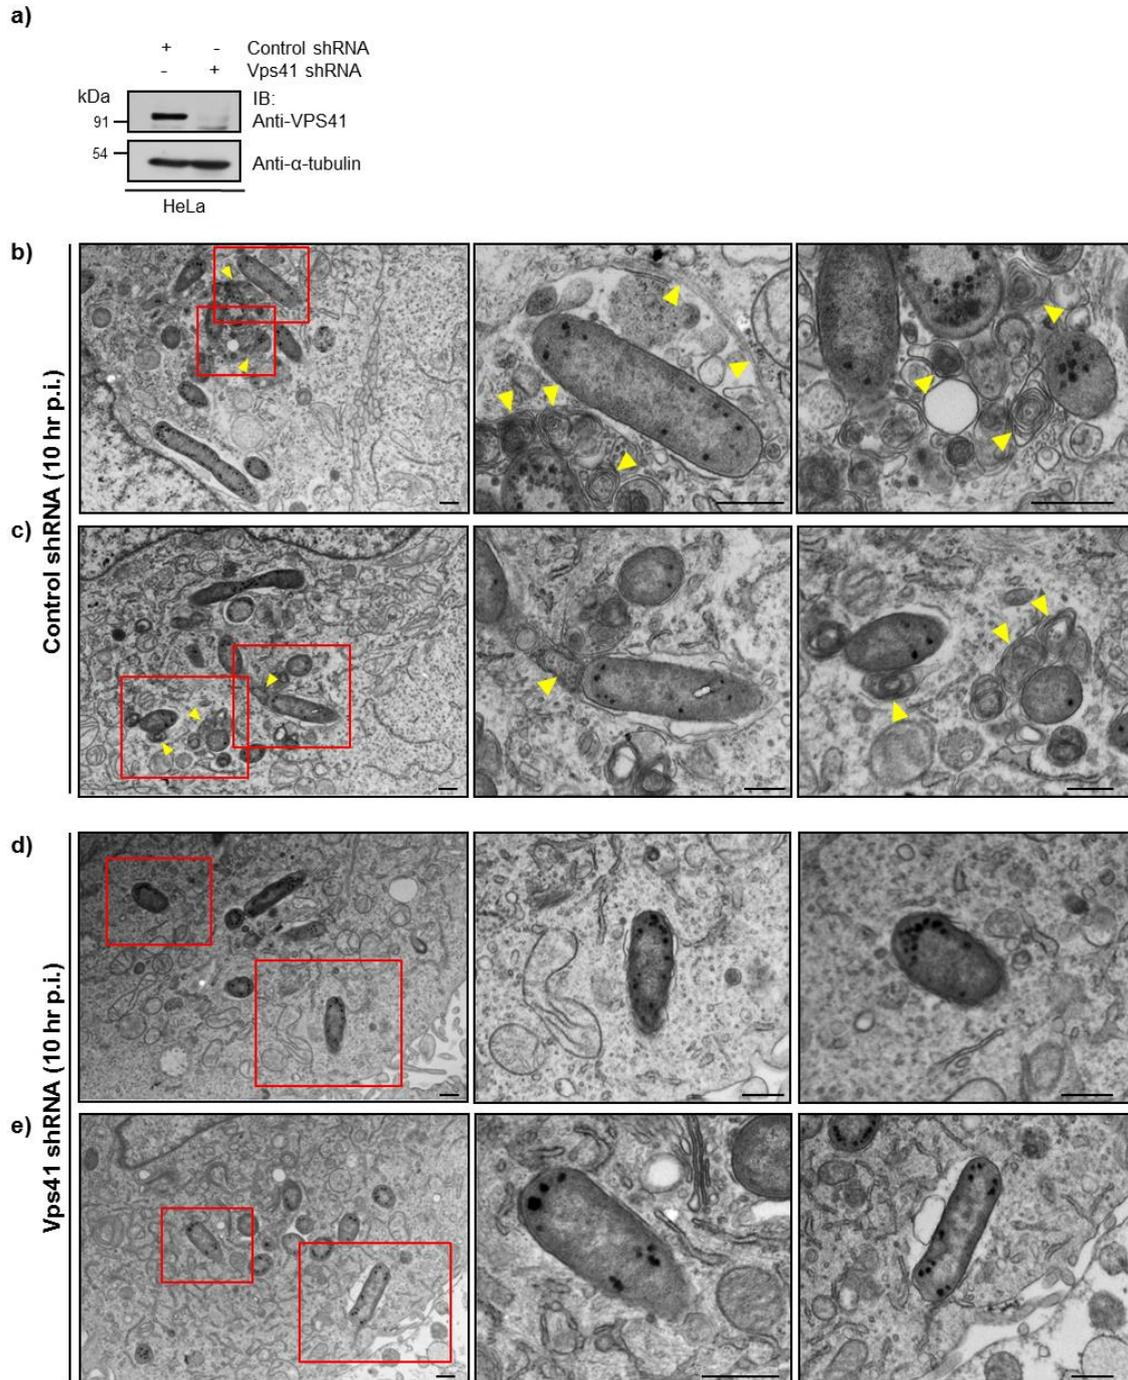 a)
+ - Control shRNA
- + Vps41 shRNA
kDa
IB:
91
Anti-VPS41
54
Anti-α-tubulin
HeLa
b)
Control shRNA (10 hr p.i.)
c)
d)
Vps41 shRNA (10 hr p.i.)
e)